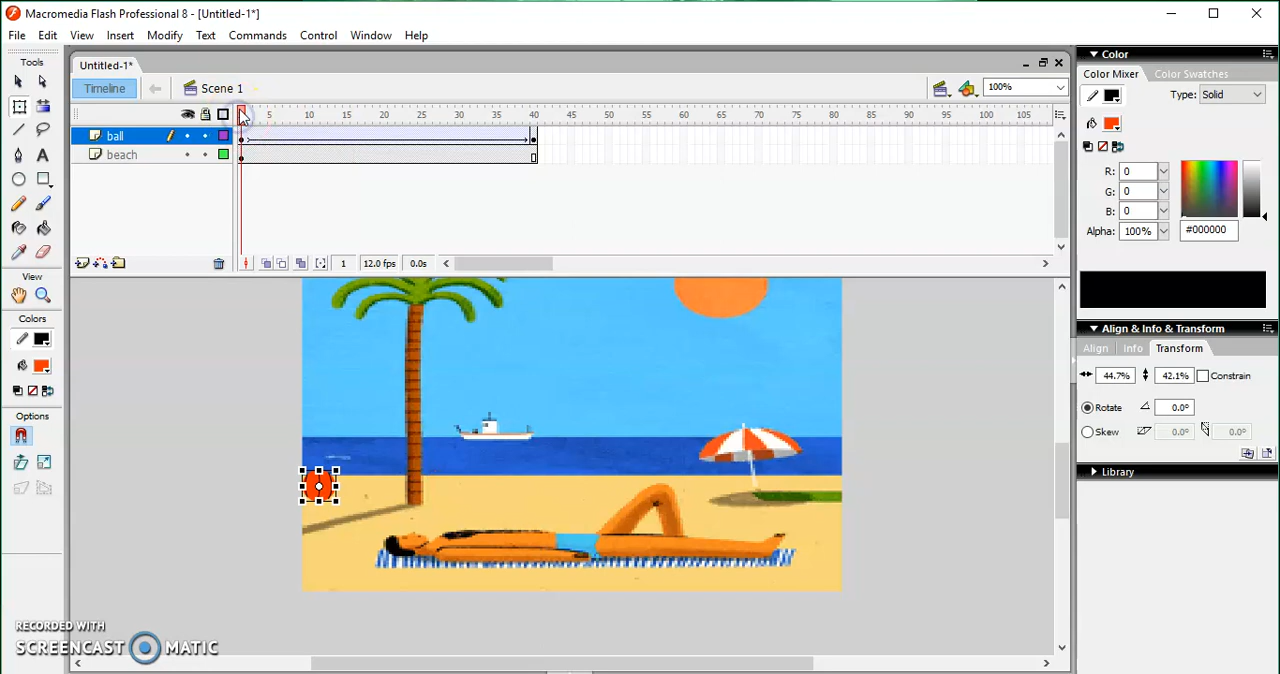 Macromedia Flash Professional 8 - [Untitled-1*]
File Edit View Insert Modify Text Commands Control Window Help
Tools
Untitled-1*
Timeline
Scene 1
100%
5 10 15 20 25 30 35 40 45 50 55 60 65 70 75 80 85 90 95 100 105
ball
beach
1 12.0 fps 0.0s
View
Colors
Options
Color
Color Mixer Color Swatches
Type: Solid
R: 0
G: 0
B: 0
Alpha: 100% #000000
Align & Info & Transform
Align Info Transform
44.7% 42.1% Constrain
Rotate 0.0º
Skew 0.0º 0.0º
Library
RECORDED WITH
SCREENCAST MATIC